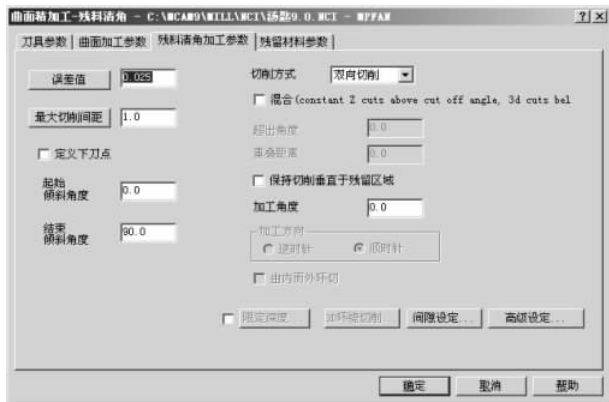 曲面精加工-残料清角 - C:\MCAM9\MILL\NCI\汤匙9.0.NCI - MPFAN
刀具参数 曲面加工参数 残料清角加工参数 残留材料参数
误差值 0.025
最大切削间距 1.0
定义下刀点
起始
倾斜角度 0.0
结束
倾斜角度 90.0
切削方式 双向切削
混合(constant Z cuts above cut off angle, 3d cuts bel
超出角度 0.0
重叠距离 0.0
保持切削垂直于残留区域
加工角度 0.0
加工方向
逆时针 顺时针
由内而外环切
限定深度... 环绕切削... 间隙设定... 高级设定...
确定 取消 帮助